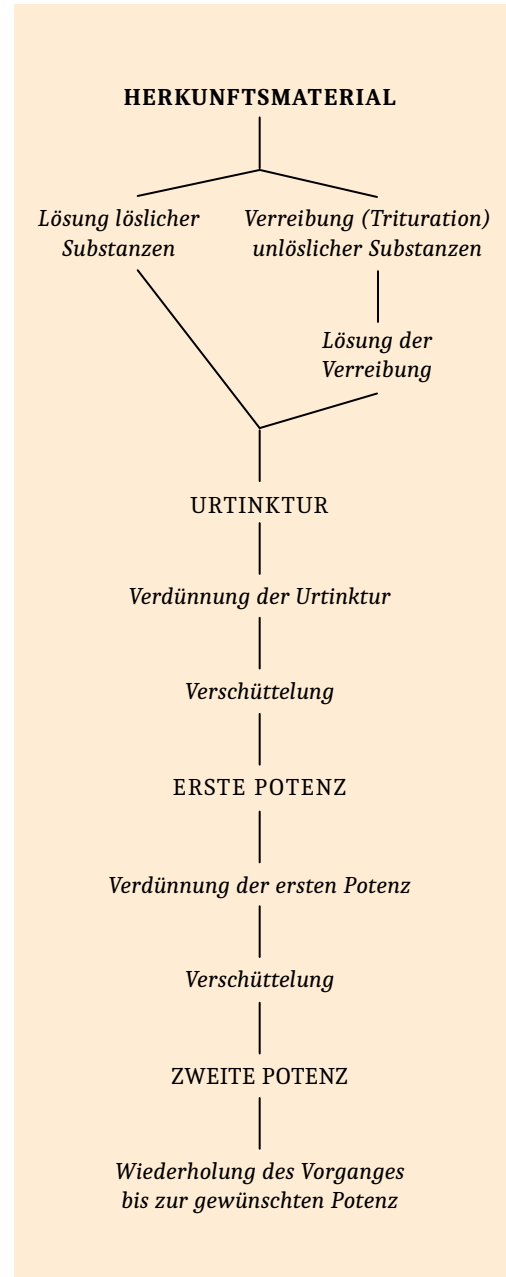 HERKUNFTSMATERIAL
Lösung löslicher
Substanzen
Verreibung (Trituration)
unlöslicher Substanzen
Lösung der
Verreibung
URTINKTUR
Verdünnung der Urtinktur
Verschüttelung
ERSTE POTENZ
Verdünnung der ersten Potenz
Verschüttelung
ZWEITE POTENZ
Wiederholung des Vorganges
bis zur gewünschten Potenz